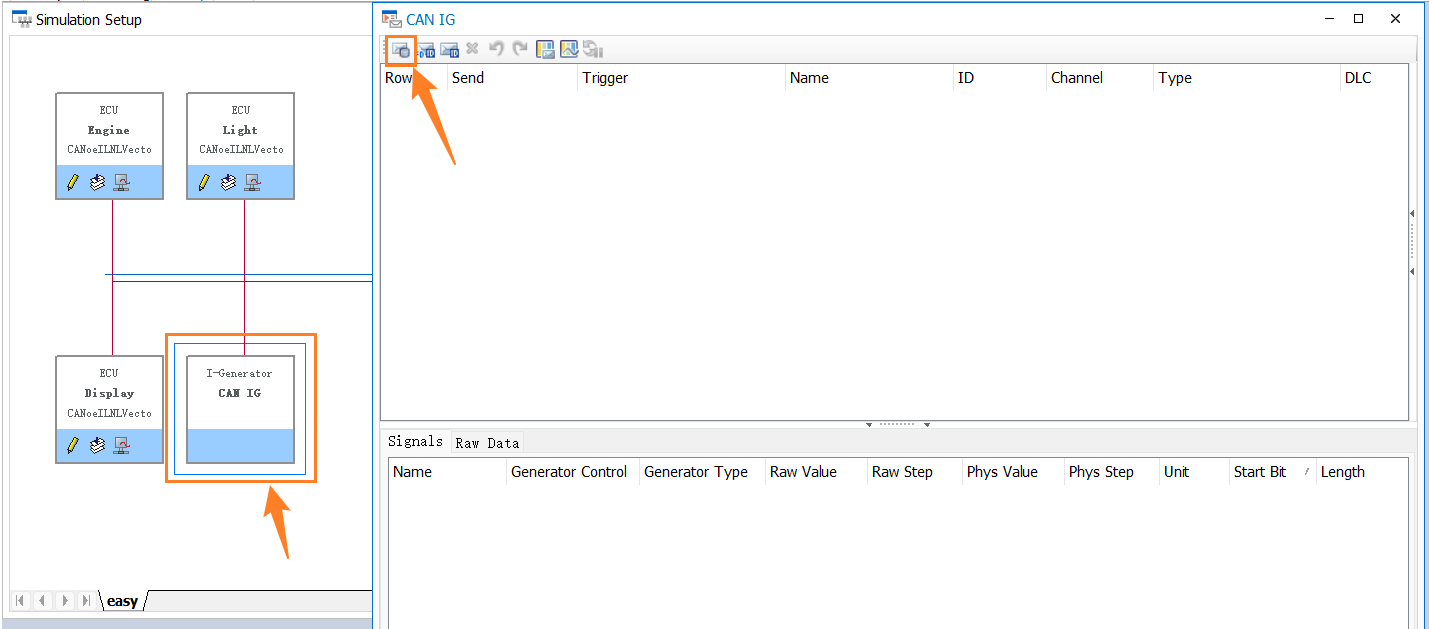 Simulation Setup
ECU
Engine
CANoeILNLVecto
ECU
Light
CANoeILNLVecto
ECU
Display
CANoeILNLVecto
I-Generator
CAN IG
easy
CAN IG
Row Send Trigger Name ID Channel Type DLC
Signals Raw Data
Name Generator Control Generator Type Raw Value Raw Step Phys Value Phys Step Unit Start Bit Length